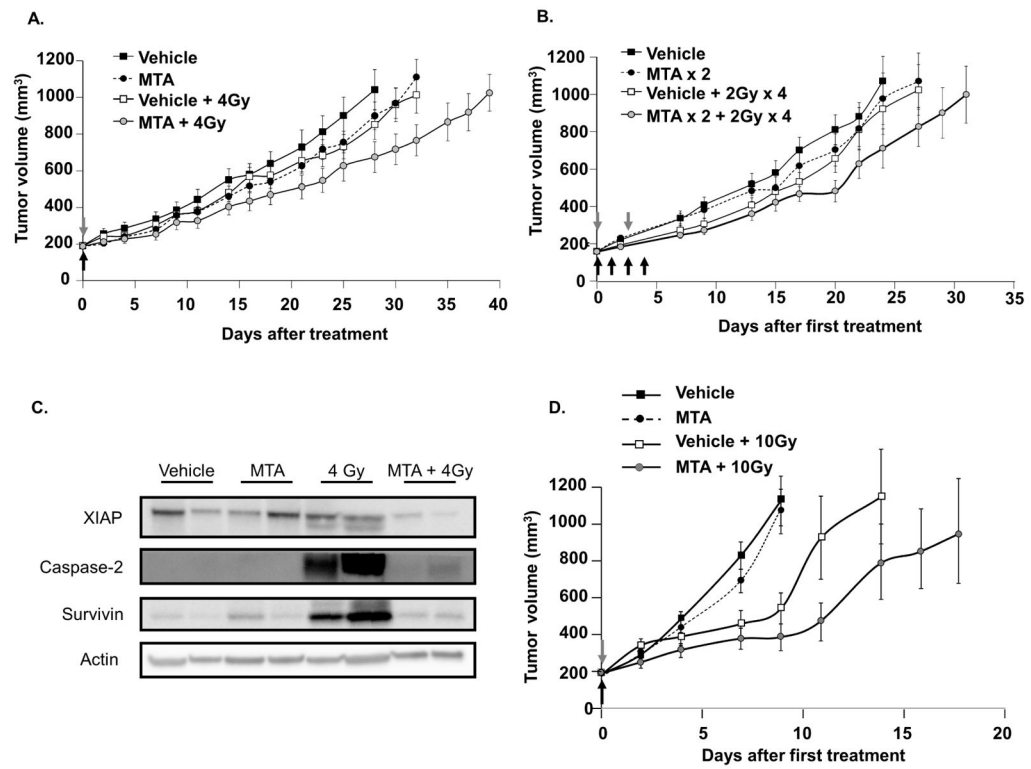 A.
Vehicle
MTA
Vehicle + 4Gy
MTA + 4Gy
Tumor volume (mm³)
1200
1000
800
600
400
200
0
0 5 10 15 20 25 30 35 40
Days after treatment
B.
Vehicle
MTA x 2
Vehicle + 2Gy x 4
MTA x 2 + 2Gy x 4
Tumor volume (mm³)
1200
1000
800
600
400
200
0
0 5 10 15 20 25 30 35
Days after first treatment
C.
Vehicle MTA 4 Gy MTA + 4Gy
XIAP
Caspase-2
Survivin
Actin
D.
Vehicle
MTA
Vehicle + 10Gy
MTA + 10Gy
Tumor volume (mm³)
1200
1000
800
600
400
200
0
0 5 10 15 20
Days after first treatment